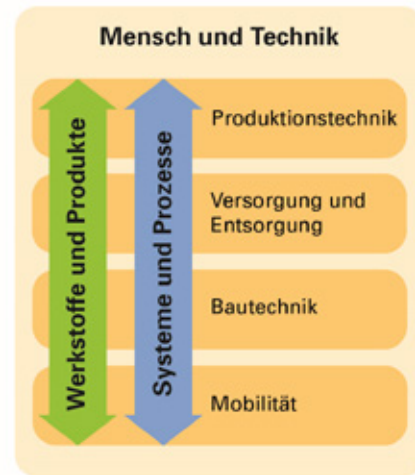 Mensch und Technik
Werkstoffe und Produkte
Systeme und Prozesse
Produktionstechnik
Versorgung und
Entsorgung
Bautechnik
Mobilität